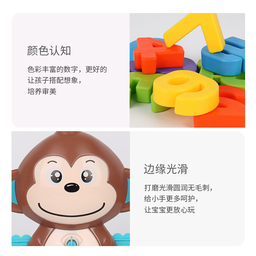 颜色认知
色彩丰富的数字，更好的
让孩子搭配想象，
培养审美
边缘光滑
打磨光滑圆润无毛刺，
给小手更多呵护，
让宝宝更放心玩